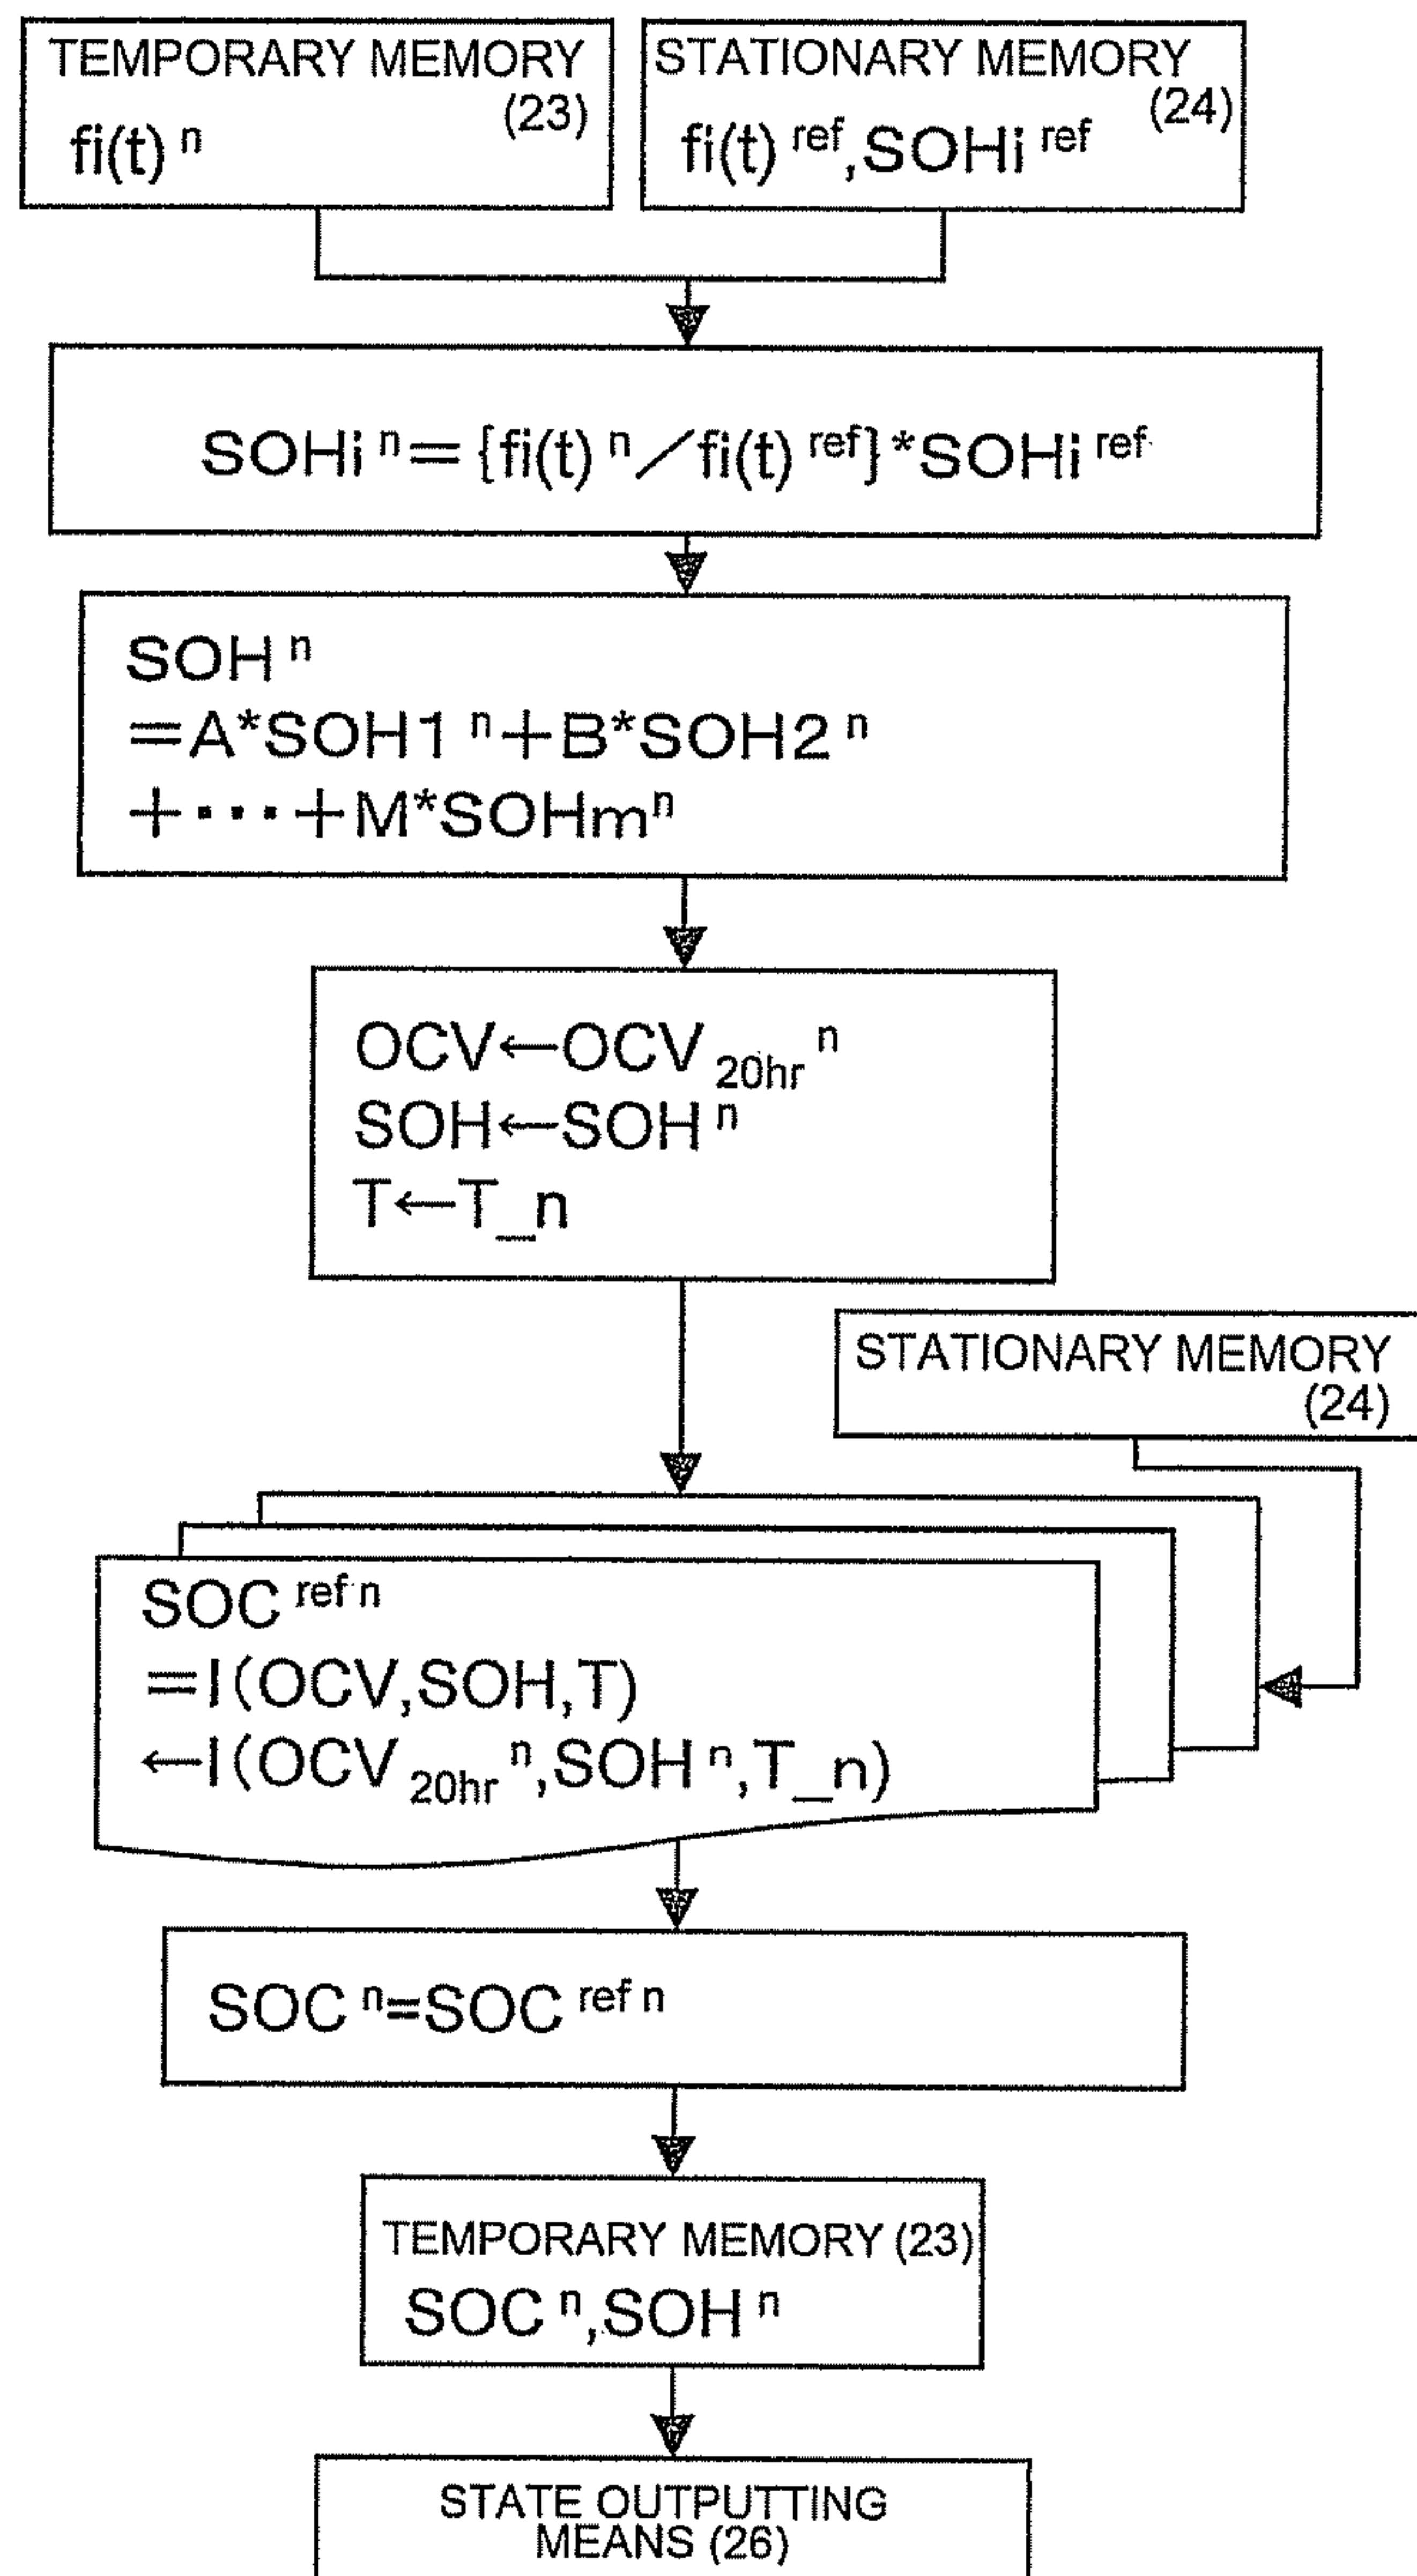 TEMPORARY MEMORY
(23)
fi(t) n
STATIONARY MEMORY
(24)
fi(t) ref,SOHi ref
SOHi n={fi(t) n/fi(t) ref}*SOHi ref
SOH n
=A*SOH1 n+B*SOH2 n
+···+M*SOHm n
OCV←OCV 20hr n
SOH←SOH n
T←T_n
STATIONARY MEMORY
(24)
SOC ref n
=I(OCV,SOH,T)
←I(OCV 20hr n,SOH n,T_n)
SOC n=SOC ref n
TEMPORARY MEMORY (23)
SOC n,SOH n
STATE OUTPUTTING
MEANS (26)